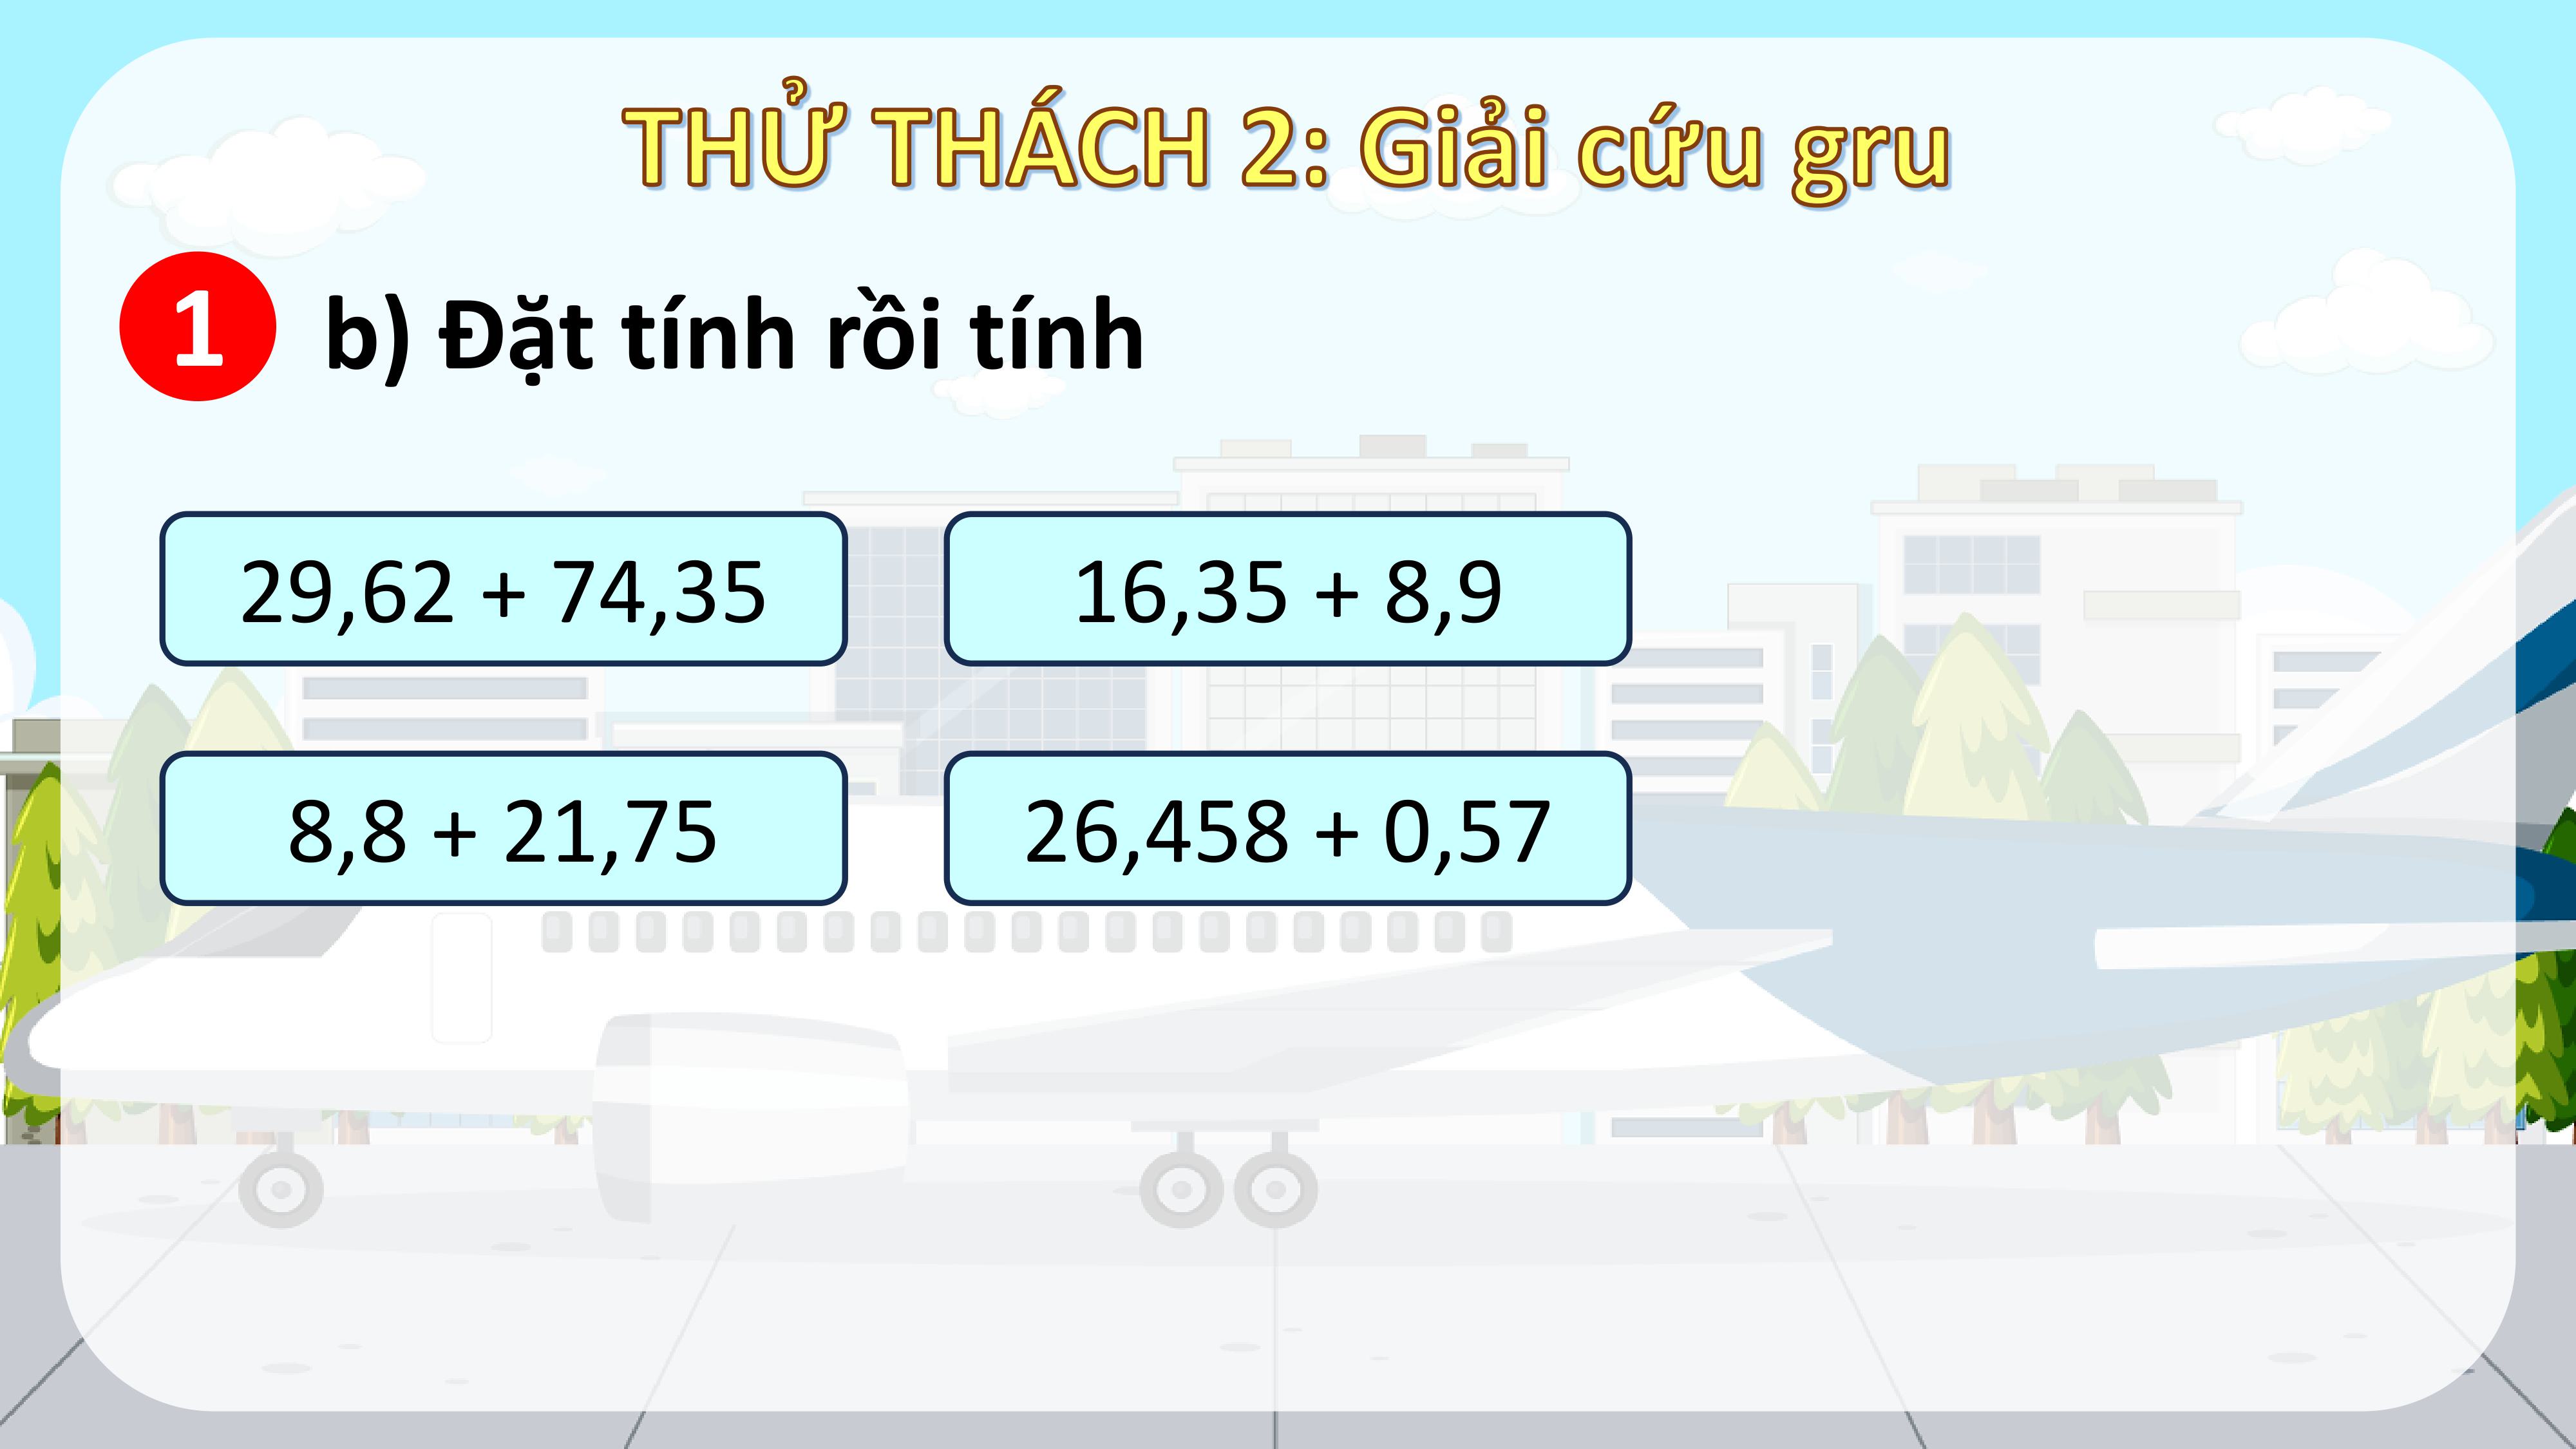 THỬ THÁCH 2: Giải cứu gru
1 b) Đặt tính rồi tính
29,62 + 74,35
16,35 + 8,9
8,8 + 21,75
26,458 + 0,57